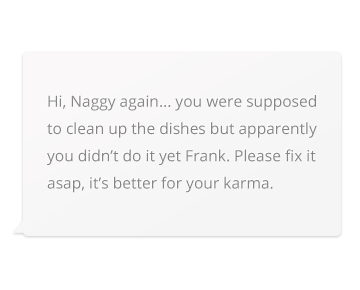 Hi, Naggy again... you were supposed
to clean up the dishes but apparently
you didn't do it yet Frank. Please fix it
asap, it's better for your karma.